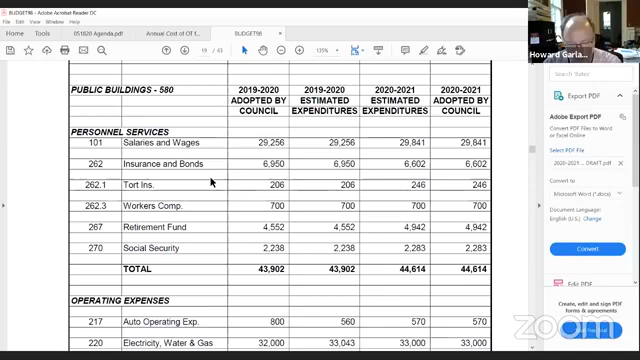 BUDGET98 - Adobe Acrobat Reader DC
File Edit View Window Help
051820 Agenda.pdf
Annual Cost of OT f...
BUDGET98 ×
19 / 63
135%
Howard Garla...
PUBLIC BUILDINGS - 580 2019-2020 2019-2020 2020-2021 2020-2021
ADOPTED BY ESTIMATED ESTIMATED ADOPTED BY
COUNCIL EXPENDITURES EXPENDITURES COUNCIL
PERSONNEL SERVICES
101 Salaries and Wages 29,256 29,256 29,841 29,841
262 Insurance and Bonds 6,950 6,950 6,602 6,602
262.1 Tort Ins. 206 206 246 246
262.3 Workers Comp. 700 700 700 700
267 Retirement Fund 4,552 4,552 4,942 4,942
270 Social Security 2,238 2,238 2,283 2,283
TOTAL 43,902 43,902 44,614 44,614
OPERATING EXPENSES
217 Auto Operating Exp. 800 560 570 570
220 Electricity, Water & Gas 32,000 33,043 33,000 33,000
Export PDF
Adobe Export PDF
Convert PDF Files to Word
or Excel Online
Select PDF File
2020-2021 ... DRAFT.pdf ×
Convert to
Microsoft Word (*.docx)
Document Language:
English (U.S.) Change
Convert
Edit PDF
Create, edit and sign PDF
forms & agreements
zoom